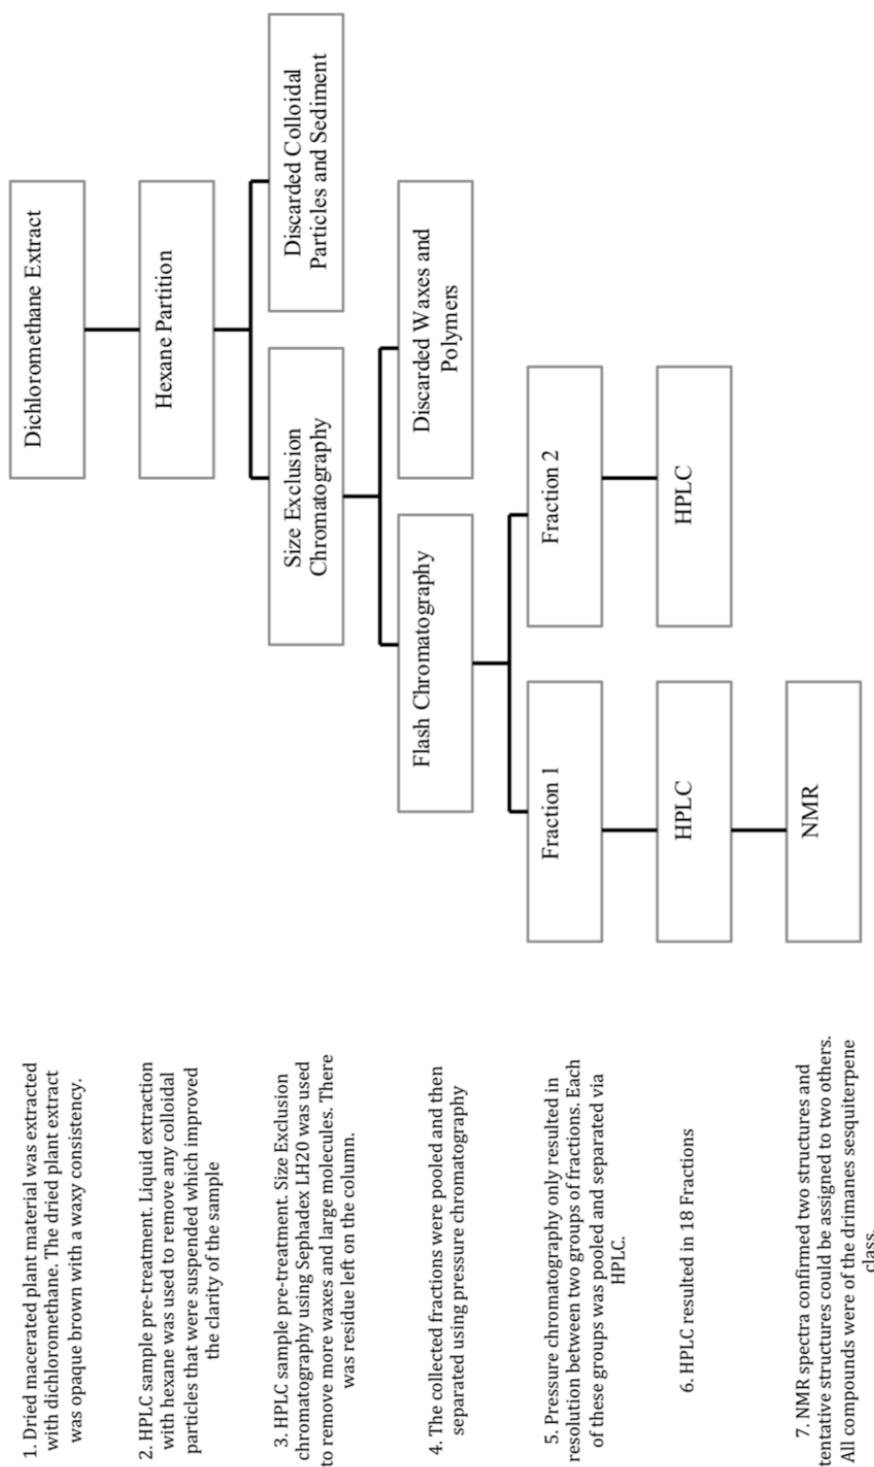 Dichloromethane Extract
Hexane Partition
Size Exclusion
Chromatography
Discarded Colloidal
Particles and Sediment
Flash Chromatography
Discarded Waxes and
Polymers
Fraction 1
Fraction 2
HPLC
HPLC
NMR
1. Dried macerated plant material was extracted
with dichloromethane. The dried plant extract
was opaque brown with a waxy consistency.
2. HPLC sample pre-treatment. Liquid extraction
with hexane was used to remove any colloidal
particles that were suspended which improved
the clarity of the sample
3. HPLC sample pre-treatment. Size Exclusion
chromatography using Sephadex LH20 was used
to remove more waxes and large molecules. There
was residue left on the column.
4. The collected fractions were pooled and then
separated using pressure chromatography
5. Pressure chromatography only resulted in
resolution between two groups of fractions. Each
of these groups was pooled and separated via
HPLC.
6. HPLC resulted in 18 Fractions
7. NMR spectra confirmed two structures and
tentative structures could be assigned to two others.
All compounds were of the drimanes sesquiterpene
class.